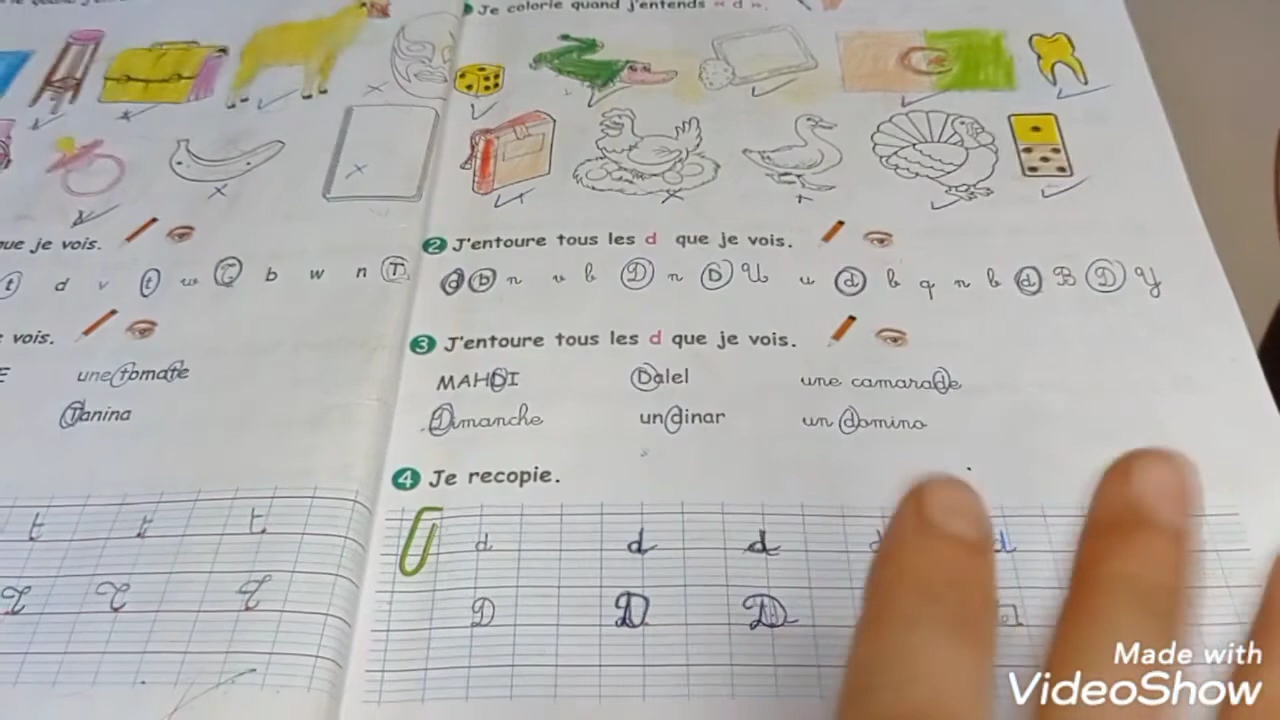 Je colorie quand j'entends « d ».
que je vois.
t d v t w T b w n T
vois.
E une tomate
Tanina
t t t
T T T
2 J'entoure tous les d que je vois.
d b n v b D n D U u d b q n b d B D Y
3 J'entoure tous les d que je vois.
MAHDI Dalel une camarade
Dimanche un dinar un domino
4 Je recopie.
d d d d d
D D D
Made with
VideoShow